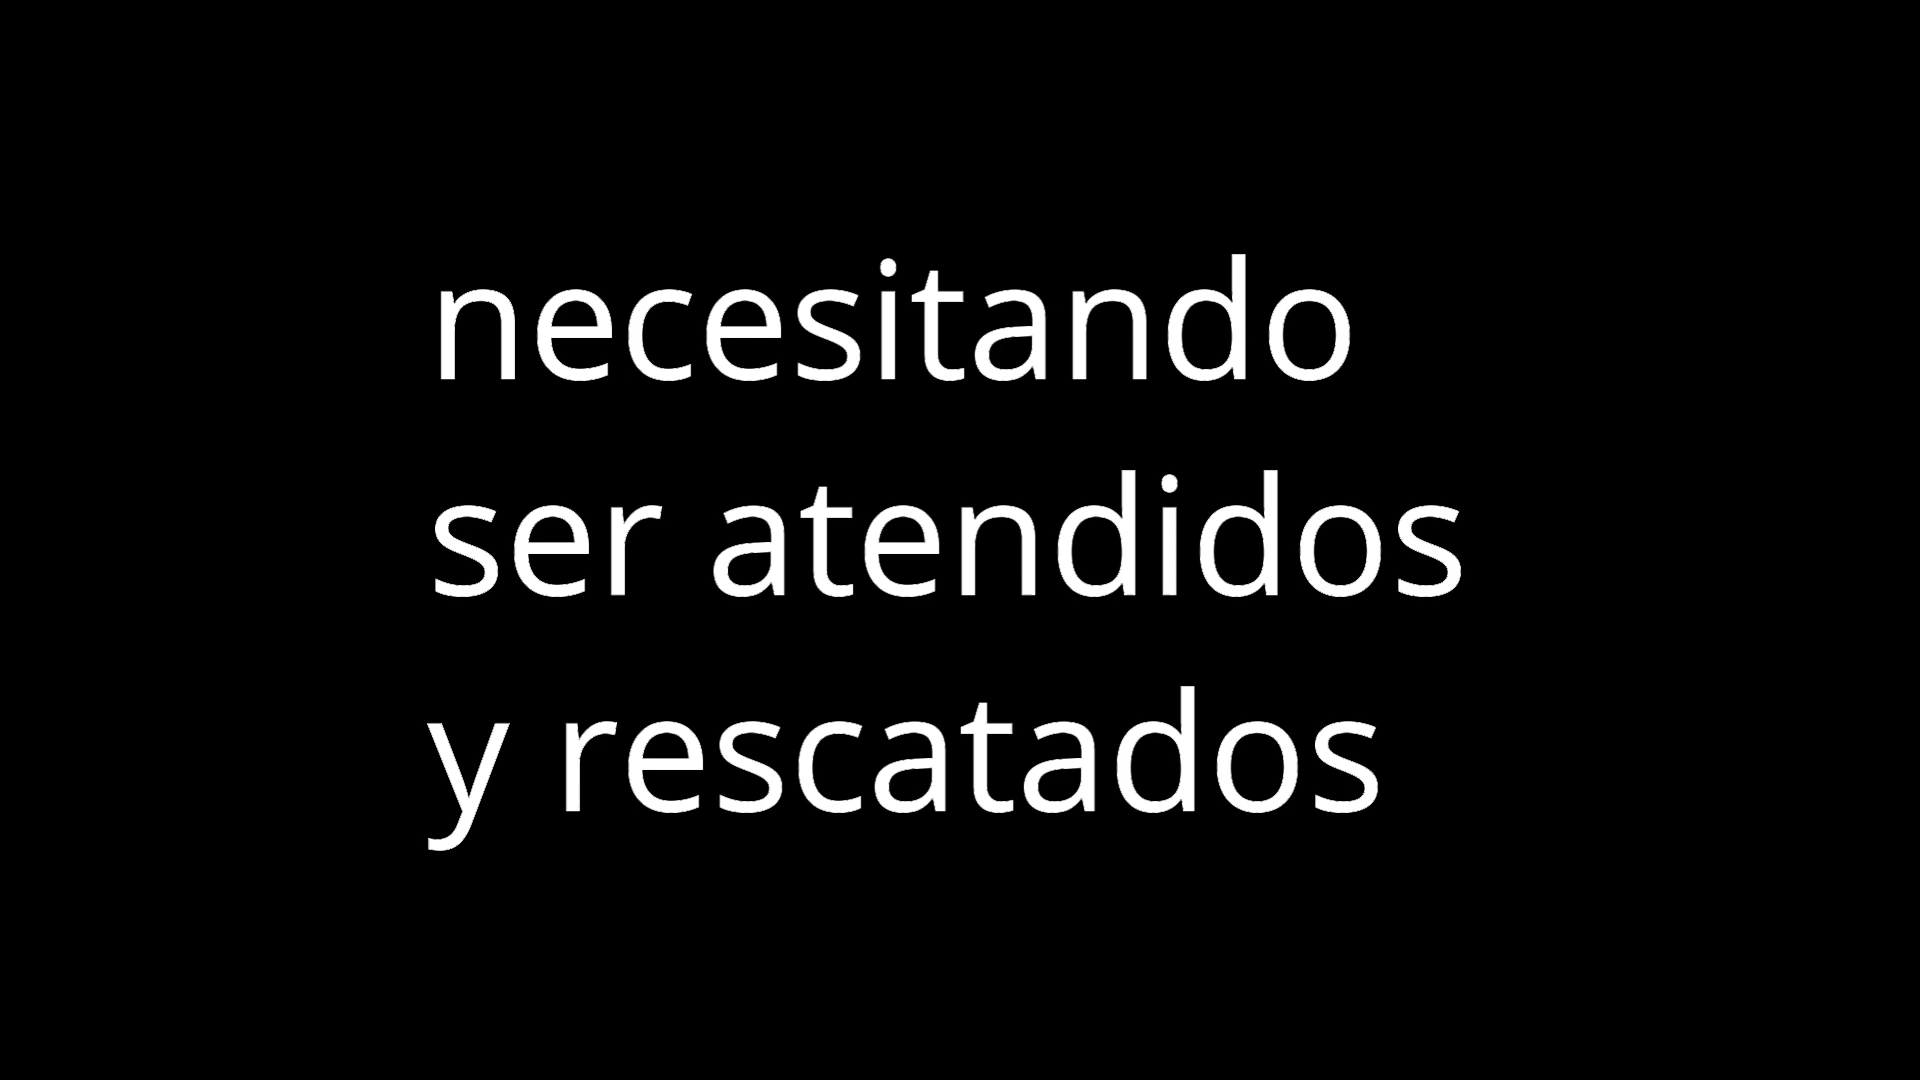 necesitando
ser atendidos
y rescatados